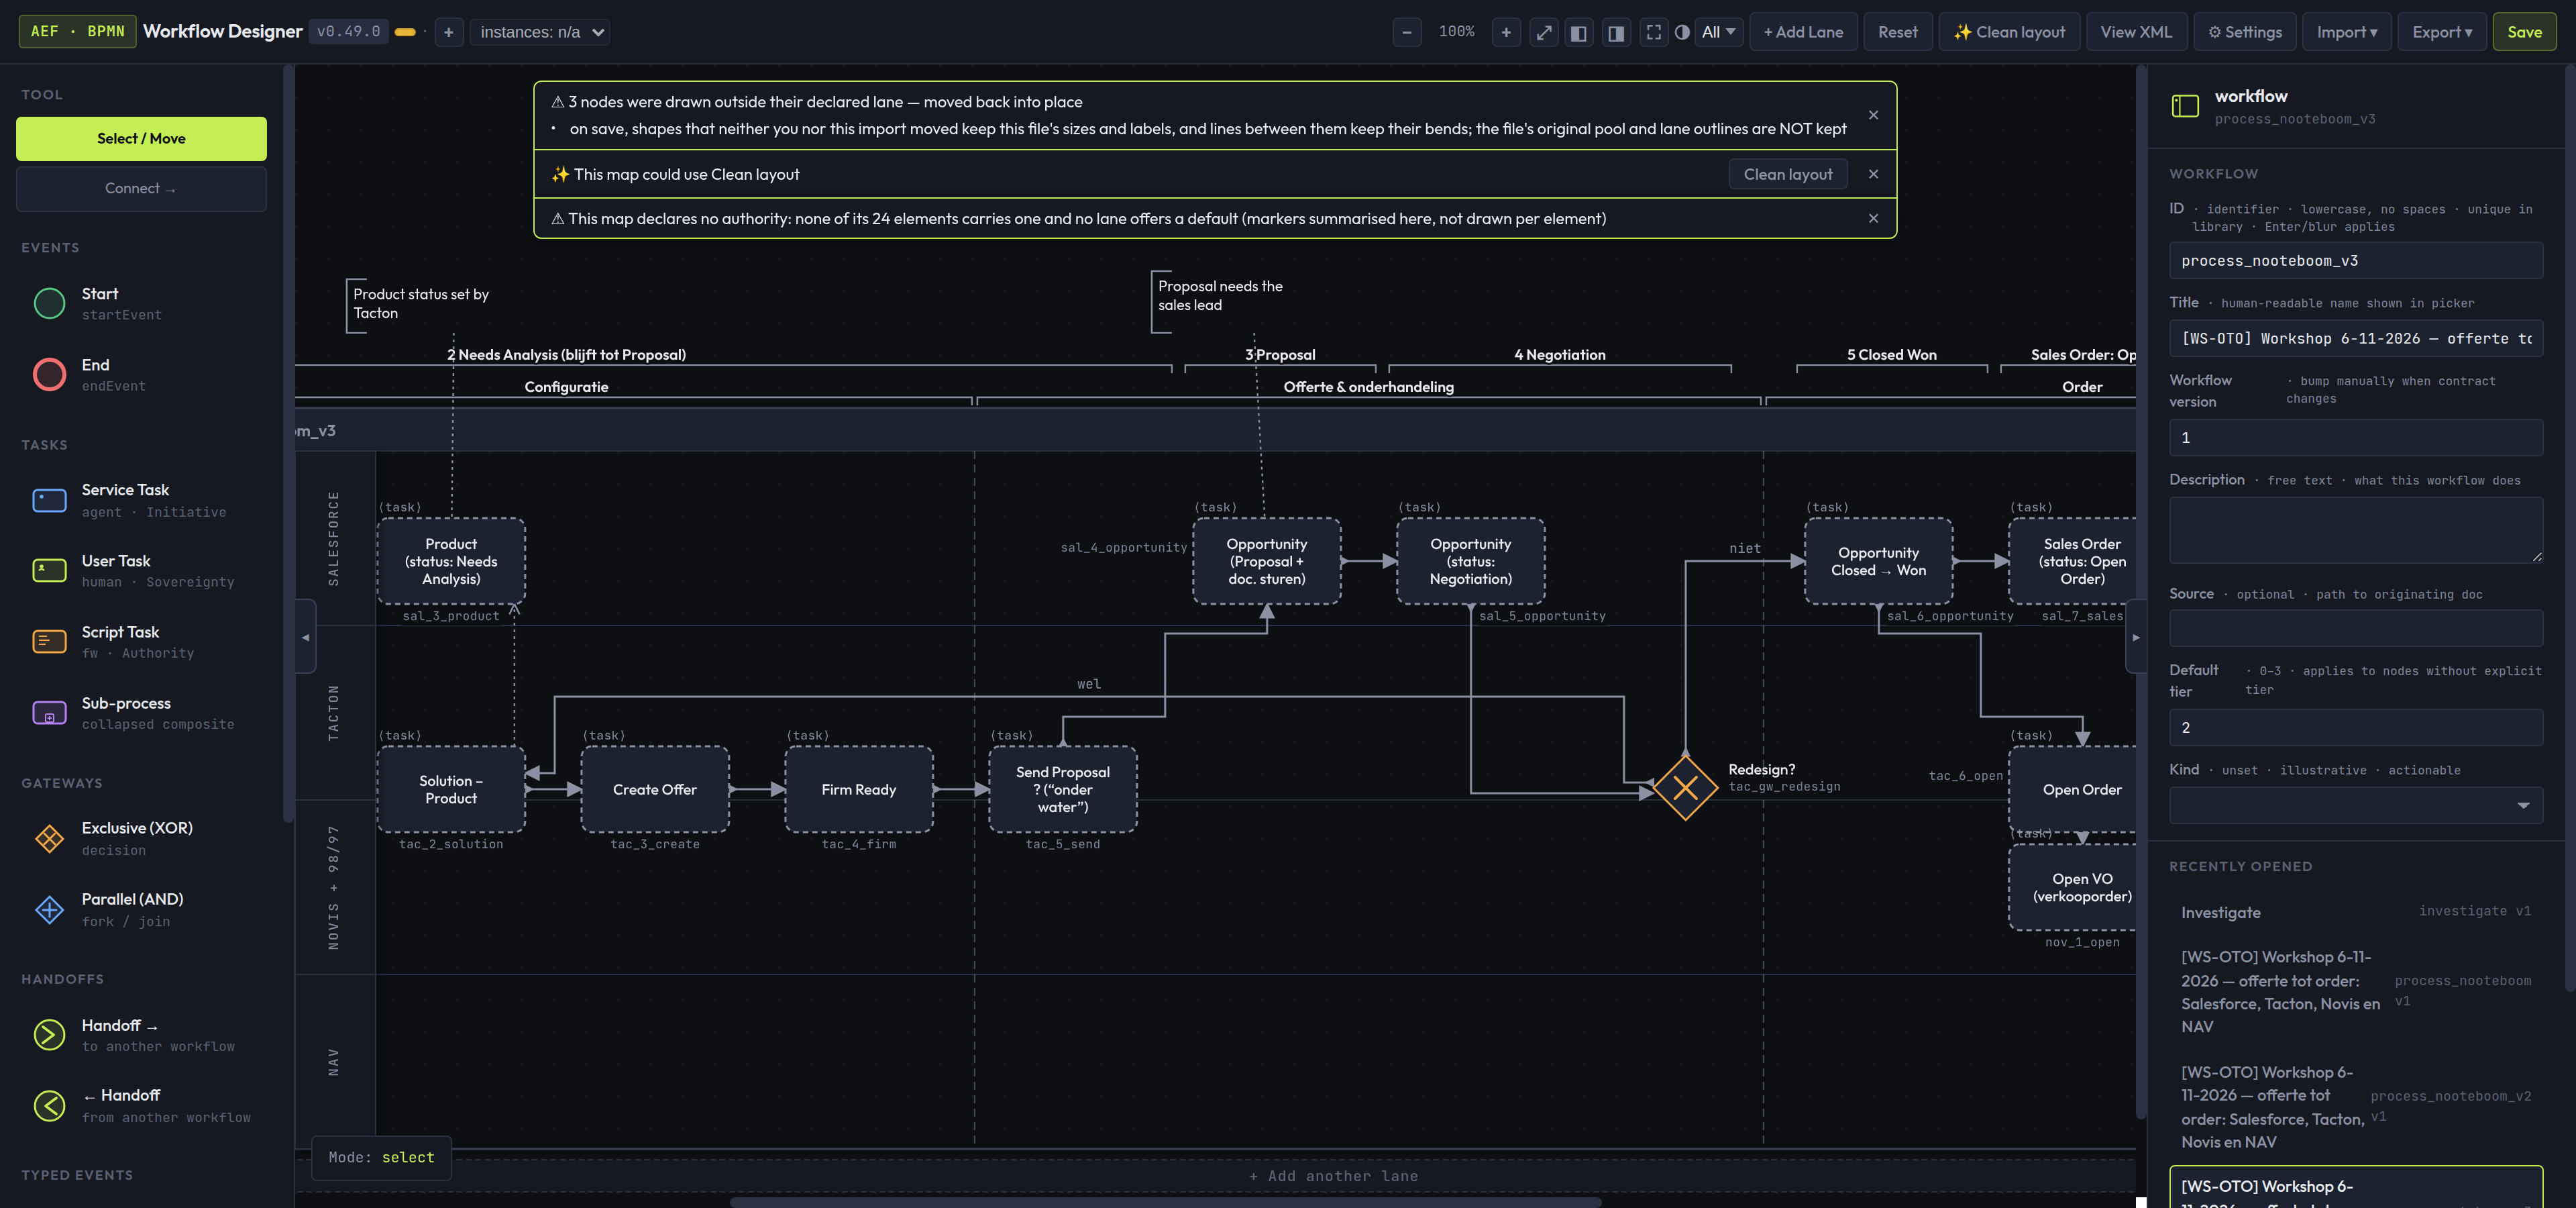 AEF · BPMN Workflow Designer v0.49.0 · + instances: n/a − 100% + All + Add Lane Reset ✨ Clean layout View XML ⚙ Settings Import ▾ Export ▾ Save
TOOL
Select / Move
Connect →
EVENTS
Start
startEvent
End
endEvent
TASKS
Service Task
agent · Initiative
User Task
human · Sovereignty
Script Task
fw · Authority
Sub-process
collapsed composite
GATEWAYS
Exclusive (XOR)
decision
Parallel (AND)
fork / join
HANDOFFS
Handoff →
to another workflow
← Handoff
from another workflow
TYPED EVENTS
⚠ 3 nodes were drawn outside their declared lane — moved back into place
• on save, shapes that neither you nor this import moved keep this file's sizes and labels, and lines between them keep their bends; the file's original pool and lane outlines are NOT kept
✨ This map could use Clean layout
Clean layout
⚠ This map declares no authority: none of its 24 elements carries one and no lane offers a default (markers summarised here, not drawn per element)
Product status set by
Tacton
Proposal needs the
sales lead
2 Needs Analysis (blijft tot Proposal)
3 Proposal
4 Negotiation
5 Closed Won
Sales Order: Op
Configuratie
Offerte & onderhandeling
Order
om_v3
SALESFORCE
(task)
Product
(status: Needs
Analysis)
sal_3_product
sal_4_opportunity
(task)
Opportunity
(Proposal +
doc. sturen)
(task)
Opportunity
(status:
Negotiation)
sal_5_opportunity
niet
(task)
Opportunity
Closed → Won
sal_6_opportunity
(task)
Sales Order
(status: Open
Order)
sal_7_sales
TACTON
wel
(task)
Solution –
Product
tac_2_solution
(task)
Create Offer
tac_3_create
(task)
Firm Ready
tac_4_firm
(task)
Send Proposal
? (“onder
water”)
tac_5_send
Redesign?
tac_gw_redesign
tac_6_open
(task)
Open Order
NOVIS + 98/97
(task)
Open VO
(verkooporder)
nov_1_open
NAV
Mode: select
+ Add another lane
workflow
process_nooteboom_v3
WORKFLOW
ID · identifier · lowercase, no spaces · unique in
library · Enter/blur applies
process_nooteboom_v3
Title · human-readable name shown in picker
[WS-OTO] Workshop 6-11-2026 — offerte to
Workflow · bump manually when contract
version changes
1
Description · free text · what this workflow does
Source · optional · path to originating doc
Default · 0–3 · applies to nodes without explicit
tier tier
2
Kind · unset · illustrative · actionable
RECENTLY OPENED
Investigate investigate v1
[WS-OTO] Workshop 6-11-
2026 — offerte tot order: process_nooteboom
Salesforce, Tacton, Novis en v1
NAV
[WS-OTO] Workshop 6-
11-2026 — offerte tot process_nooteboom_v2
order: Salesforce, Tacton, v1
Novis en NAV
[WS-OTO] Workshop 6-